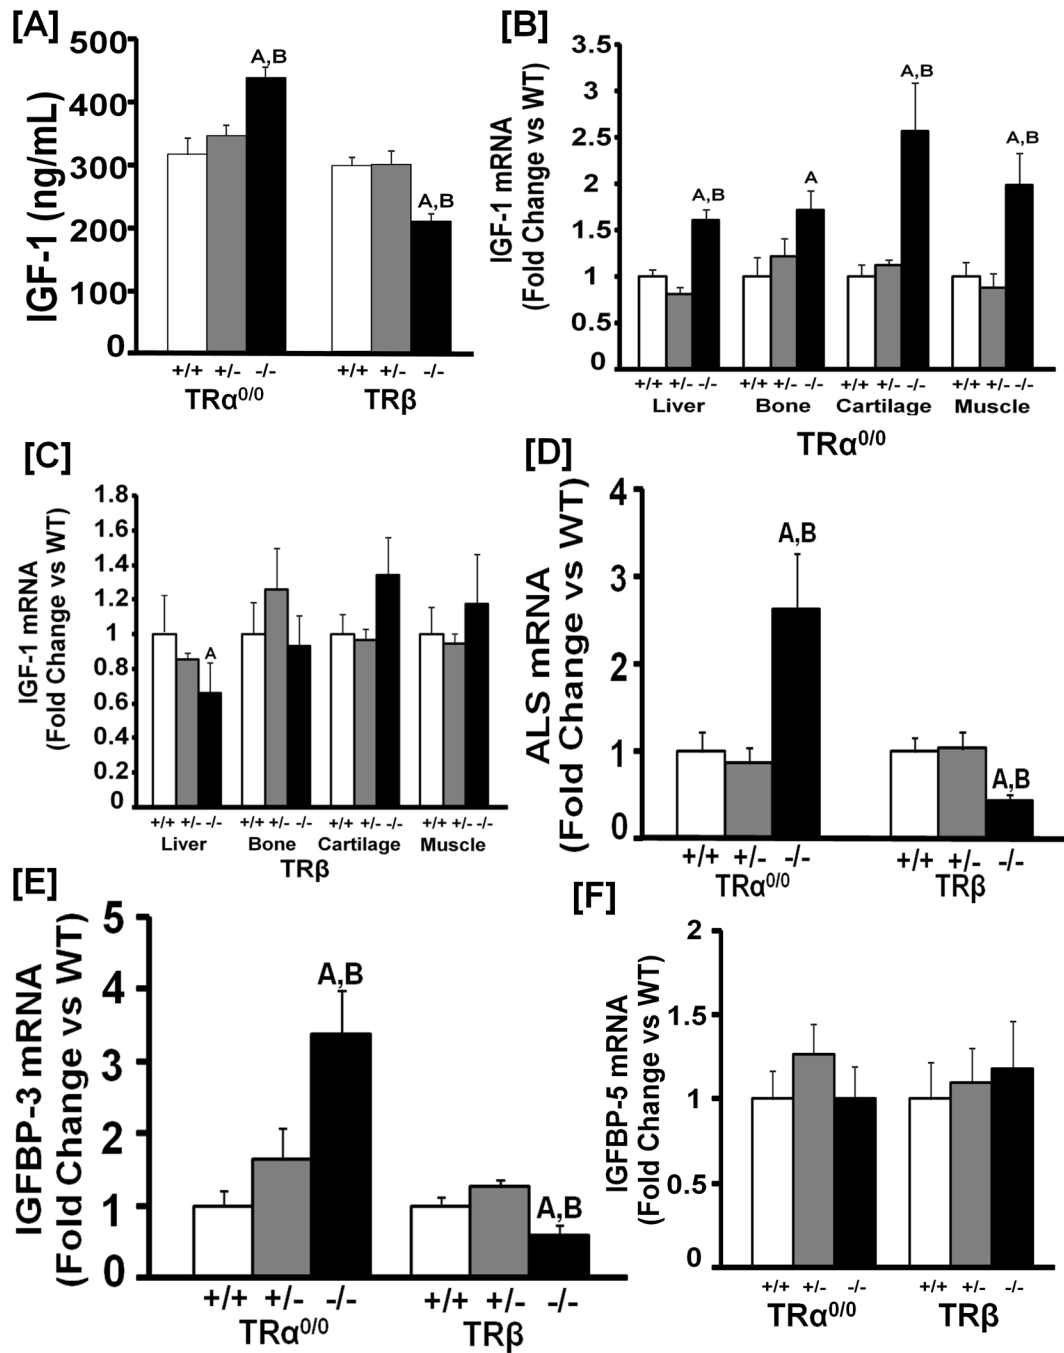 [A]
IGF-1 (ng/mL)
500
400
300
200
100
0
A,B
A,B
+/+ +/- -/- +/+ +/- -/-
TRα0/0 TRβ
[B]
IGF-1 mRNA
(Fold Change vs WT)
3.5
3
2.5
2
1.5
1
0.5
0
A,B
A
A,B
A,B
+/+ +/- -/- +/+ +/- -/- +/+ +/- -/- +/+ +/- -/-
Liver Bone Cartilage Muscle
TRα0/0
[C]
IGF-1 mRNA
(Fold Change vs WT)
1.8
1.6
1.4
1.2
1
0.8
0.6
0.4
0.2
0
A
+/+ +/- -/- +/+ +/- -/- +/+ +/- -/- +/+ +/- -/-
Liver Bone Cartilage Muscle
TRβ
[D]
ALS mRNA
(Fold Change vs WT)
4
3
2
1
0
A,B
A,B
+/+ +/- -/- +/+ +/- -/-
TRα0/0 TRβ
[E]
IGFBP-3 mRNA
(Fold Change vs WT)
5
4
3
2
1
0
A,B
A,B
+/+ +/- -/- +/+ +/- -/-
TRα0/0 TRβ
[F]
IGFBP-5 mRNA
(Fold Change vs WT)
2
1.5
1
0.5
0
+/+ +/- -/- +/+ +/- -/-
TRα0/0 TRβ